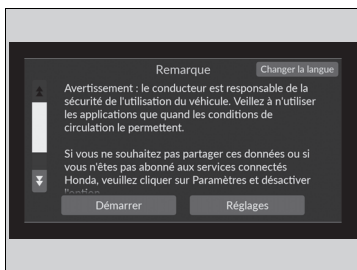 Remarque
Changer la langue
Avertissement : le conducteur est responsable de la
sécurité de l'utilisation du véhicule. Veillez à n'utiliser
les applications que quand les conditions de
circulation le permettent.
Si vous ne souhaitez pas partager ces données ou si
vous n'êtes pas abonné aux services connectés
Honda, veuillez cliquer sur Paramètres et désactiver
l'option
Démarrer
Réglages